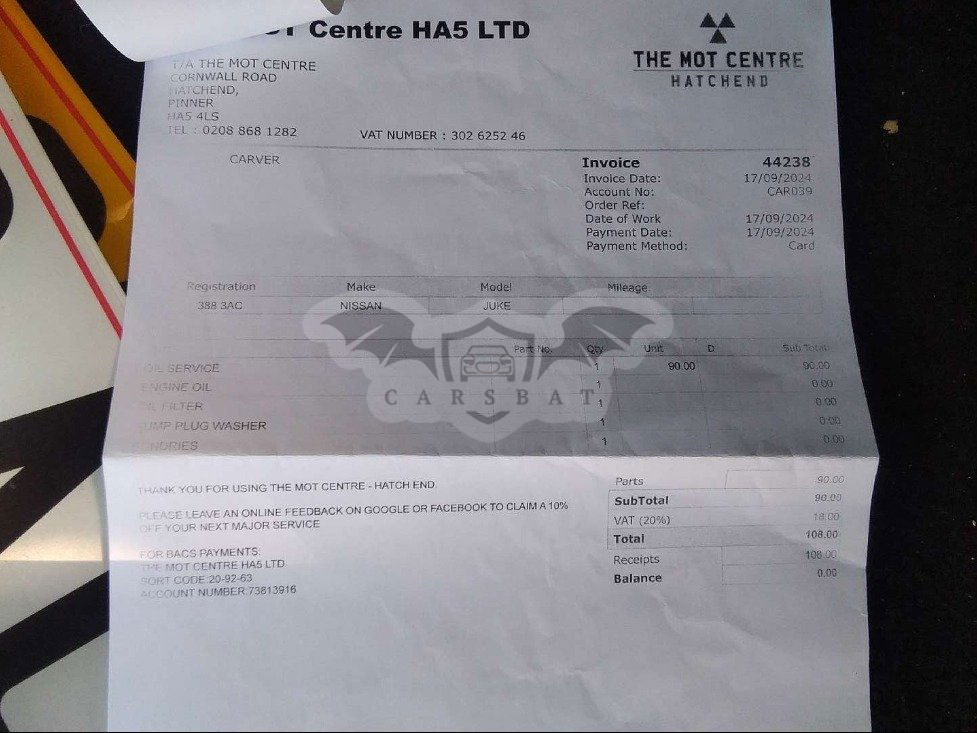 Centre HA5 LTD
T/A THE MOT CENTRE
CORNWALL ROAD
HATCHEND,
PINNER
HA5 4LS
TEL : 0208 868 1282
VAT NUMBER : 302 6252 46
THE MOT CENTRE
HATCHEND
CARVER
Invoice 44238
Invoice Date: 17/09/2024
Account No: CAR039
Order Ref:
Date of Work 17/09/2024
Payment Date: 17/09/2024
Payment Method: Card
Registration Make Model Mileage
388 3AC NISSAN JUKE
Part No. Qty Unit D Sub Total
OIL SERVICE 1 90.00 90.00
ENGINE OIL 1 0.00
OIL FILTER 1 0.00
SUMP PLUG WASHER 1 0.00
SUNDRIES 1 0.00
CARSBAT
THANK YOU FOR USING THE MOT CENTRE - HATCH END.
PLEASE LEAVE AN ONLINE FEEDBACK ON GOOGLE OR FACEBOOK TO CLAIM A 10%
OFF YOUR NEXT MAJOR SERVICE
FOR BACS PAYMENTS:
THE MOT CENTRE HA5 LTD
SORT CODE:20-92-63
ACCOUNT NUMBER:73813916
Parts 90.00
SubTotal 90.00
VAT (20%) 18.00
Total 108.00
Receipts 108.00
Balance 0.00